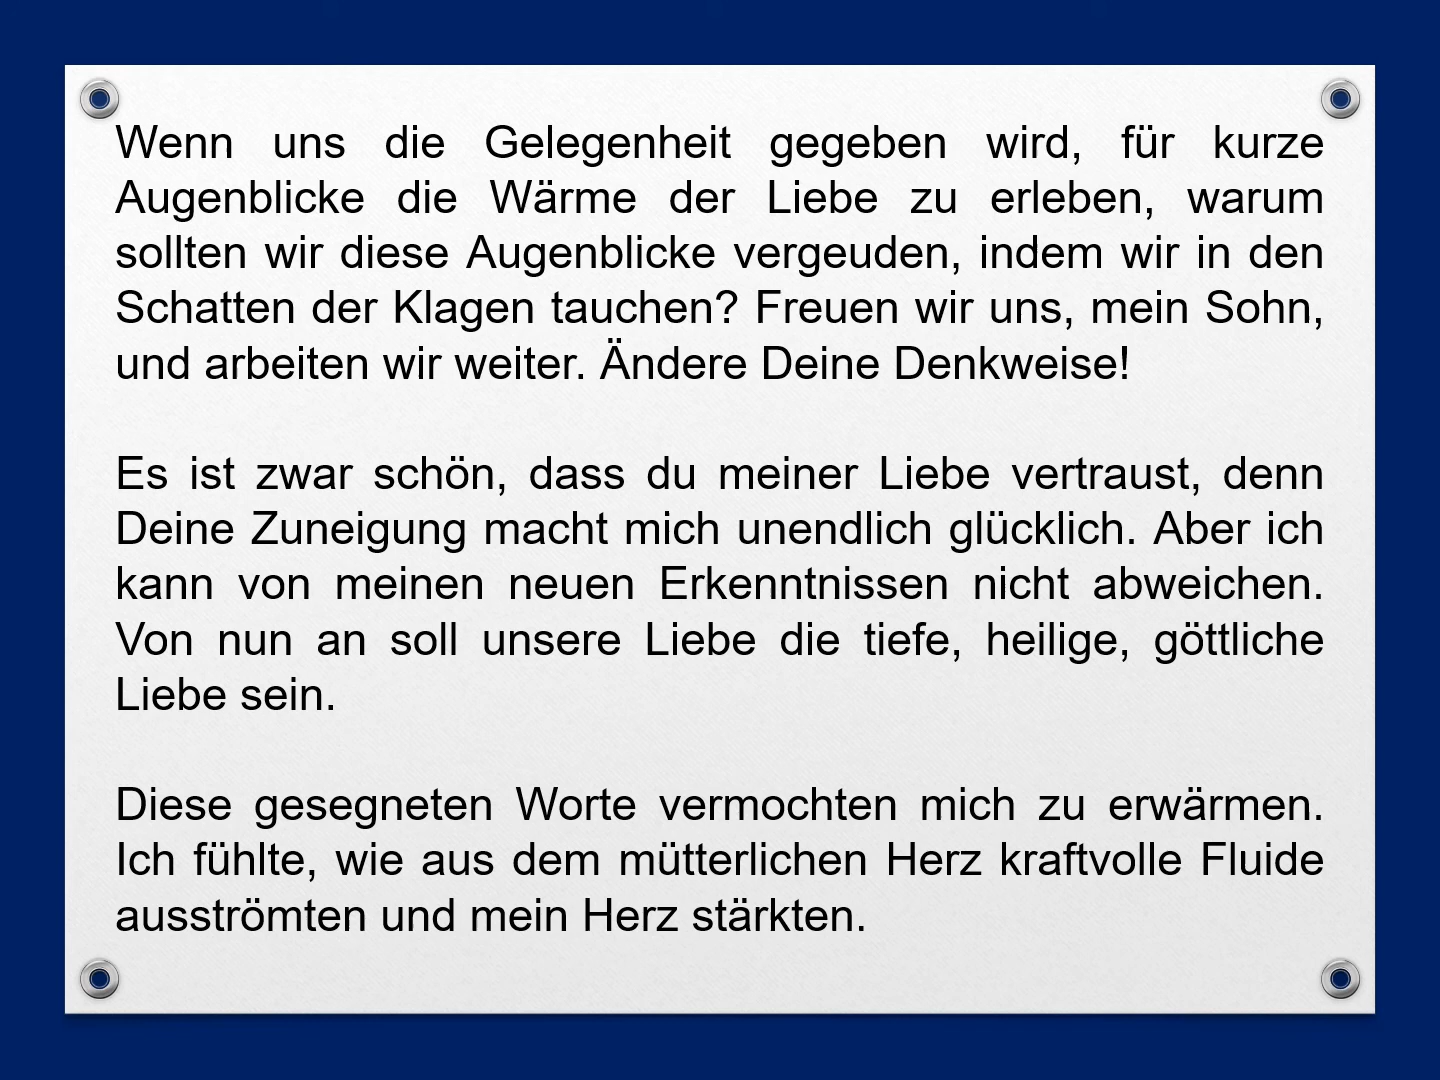 Wenn uns die Gelegenheit gegeben wird, für kurze
Augenblicke die Wärme der Liebe zu erleben, warum
sollten wir diese Augenblicke vergeuden, indem wir in den
Schatten der Klagen tauchen? Freuen wir uns, mein Sohn,
und arbeiten wir weiter. Ändere Deine Denkweise!
Es ist zwar schön, dass du meiner Liebe vertraust, denn
Deine Zuneigung macht mich unendlich glücklich. Aber ich
kann von meinen neuen Erkenntnissen nicht abweichen.
Von nun an soll unsere Liebe die tiefe, heilige, göttliche
Liebe sein.
Diese gesegneten Worte vermochten mich zu erwärmen.
Ich fühlte, wie aus dem mütterlichen Herz kraftvolle Fluide
ausströmten und mein Herz stärkten.